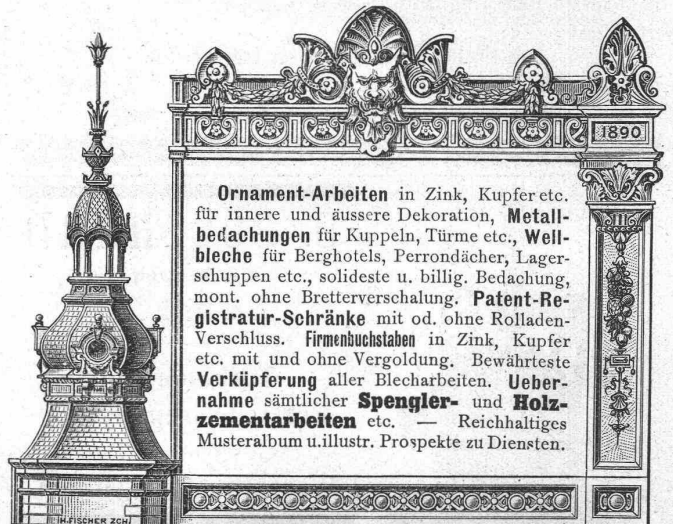 1890
Ornament-Arbeiten in Zink, Kupfer etc.
für innere und äussere Dekoration, Metall-
bedachungen für Kuppeln, Türme etc., Well-
bleche für Berghotels, Perrondächer, Lager-
schuppen etc., solideste u. billig. Bedachung,
mont. ohne Bretterverschalung. Patent-Re-
gistratur-Schränke mit od. ohne Rolladen-
Verschluss. Firmenbuchstaben in Zink, Kupfer
etc. mit und ohne Vergoldung. Bewährteste
Verküpferung aller Blecharbeiten. Ueber-
nahme sämtlicher Spengler- und Holz-
zementarbeiten etc. — Reichhaltiges
Musteralbum u. illustr. Prospekte zu Diensten.
H. FISCHER ZCH